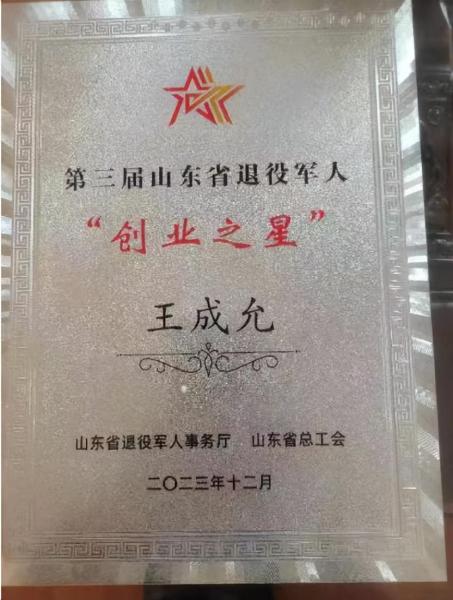 第三届山东省退役军人
“创业之星”
王成允
山东省退役军人事务厅 山东省总工会
二〇二三年十二月